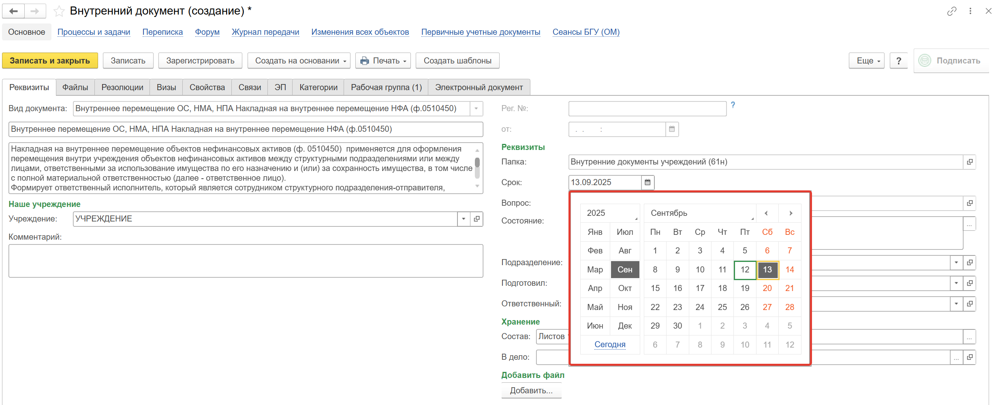 Внутренний документ (создание) *
Основное Процессы и задачи Переписка Форум Журнал передачи Изменения всех объектов Первичные учетные документы Сеансы БГУ (ОМ)
Записать и закрыть Записать Зарегистрировать Создать на основании Печать Создать шаблоны Еще ? Подписать
Реквизиты Файлы Резолюции Визы Свойства Связи ЭП Категории Рабочая группа (1) Электронный документ
Вид документа: Внутреннее перемещение ОС, НМА, НПА Накладная на внутреннее перемещение НФА (ф.0510450)
Внутреннее перемещение ОС, НМА, НПА Накладная на внутреннее перемещение НФА (ф.0510450)
Накладная на внутреннее перемещение объектов нефинансовых активов (ф. 0510450)  применяется для оформления
перемещения внутри учреждения объектов нефинансовых активов между структурными подразделениями или между
лицами, ответственными за использование имущества по его назначению и (или) за сохранность имущества, в том числе
с полной материальной ответственностью (далее - ответственное лицо).
Формирует ответственный исполнитель, который является сотрудником структурного подразделения-отправителя,
Наше учреждение
Учреждение: УЧРЕЖДЕНИЕ
Комментарий:
Рег. №: ?
от: . . :
Реквизиты
Папка: Внутренние документы учреждений (61н)
Срок: 13.09.2025
Вопрос:
Состояние: ...
Подразделение:
Подготовил:
Ответственный:
Хранение
Состав: Листов ...
В дело: ...
Добавить файл
Добавить...
2025 Сентябрь
Янв Июл Пн Вт Ср Чт Пт Сб Вс
Фев Авг 1 2 3 4 5 6 7
Мар Сен 8 9 10 11 12 13 14
Апр Окт 15 16 17 18 19 20 21
Май Ноя 22 23 24 25 26 27 28
Июн Дек 29 30 1 2 3 4 5
Сегодня 6 7 8 9 10 11 12